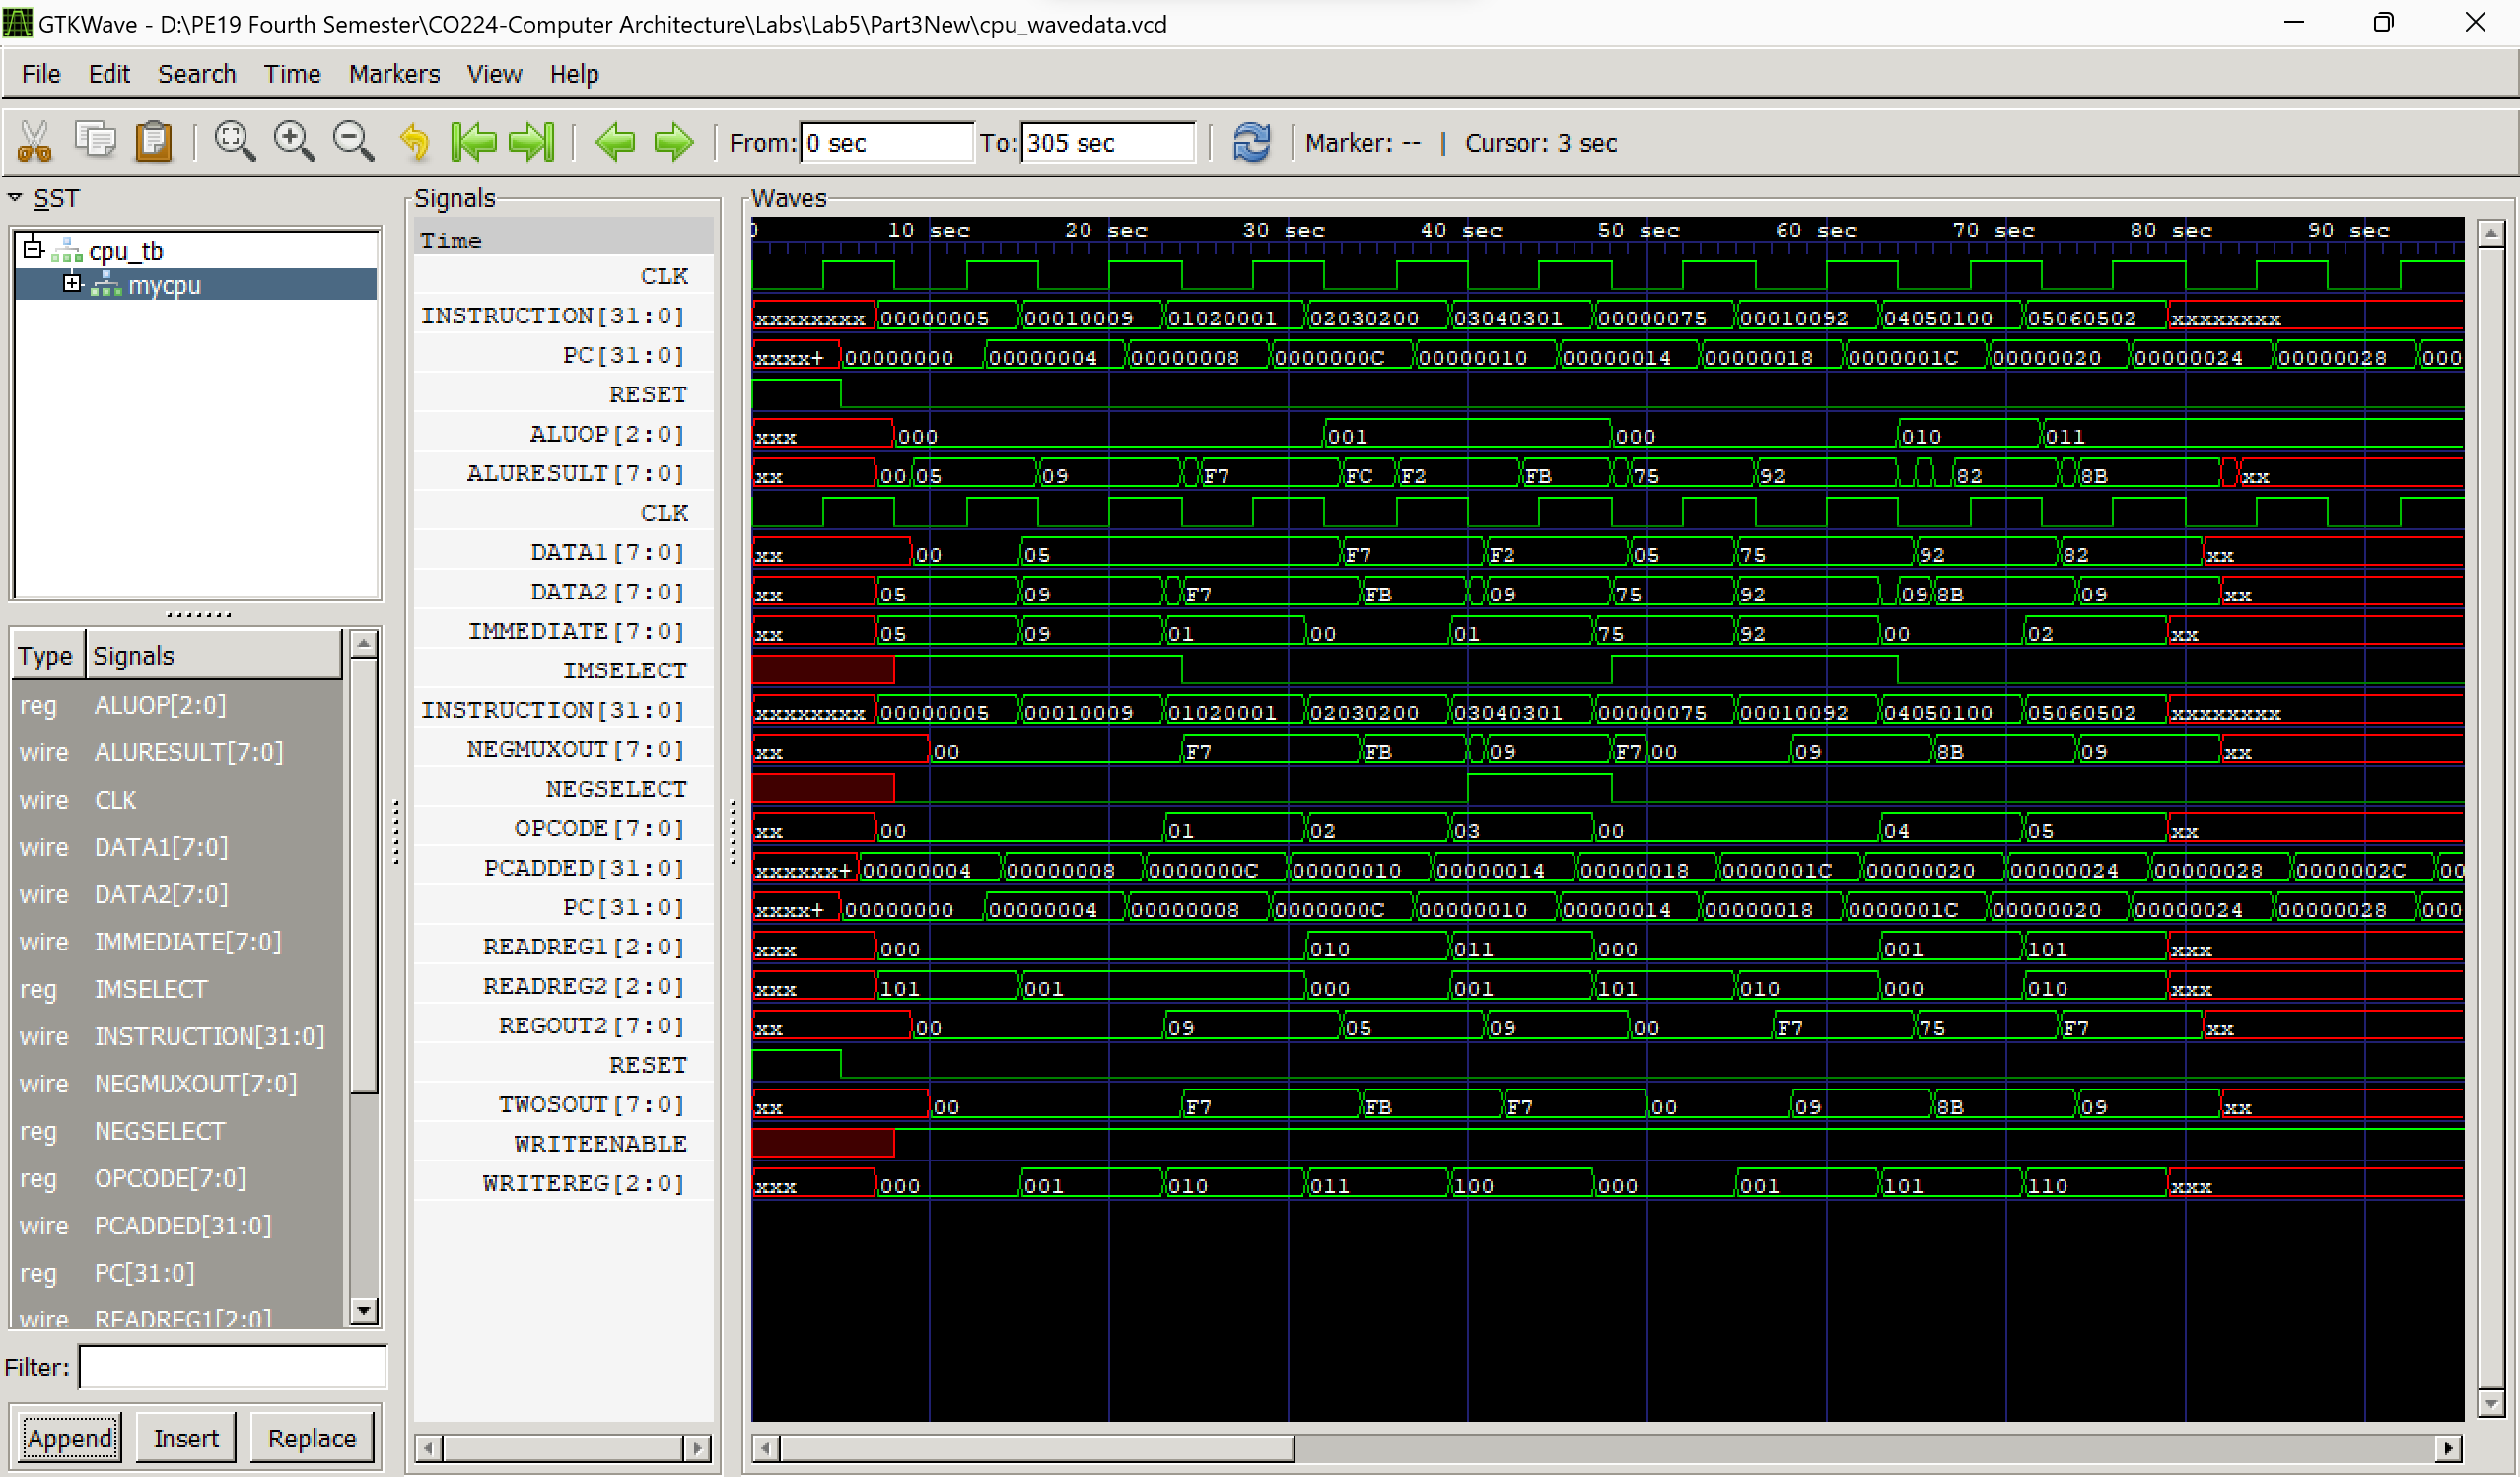 GTKWave - D:\PE19 Fourth Semester\CO224-Computer Architecture\Labs\Lab5\Part3New\cpu_wavedata.vcd
File Edit Search Time Markers View Help
From: 0 sec To: 305 sec Marker: -- | Cursor: 3 sec
SST
cpu_tb
mycpu
Type Signals
reg ALUOP[2:0]
wire ALURESULT[7:0]
wire CLK
wire DATA1[7:0]
wire DATA2[7:0]
wire IMMEDIATE[7:0]
reg IMSELECT
wire INSTRUCTION[31:0]
wire NEGMUXOUT[7:0]
reg NEGSELECT
reg OPCODE[7:0]
wire PCADDED[31:0]
reg PC[31:0]
wire READREG1[2:0]
Filter:
Append Insert Replace
Signals
Waves
Time 0 10 sec 20 sec 30 sec 40 sec 50 sec 60 sec 70 sec 80 sec 90 sec
CLK
INSTRUCTION[31:0] xxxxxxxx 00000005 00010009 01020001 02030200 03040301 00000075 00010092 04050100 05060502 xxxxxxxx
PC[31:0] xxxx+ 00000000 00000004 00000008 0000000C 00000010 00000014 00000018 0000001C 00000020 00000024 00000028 000
RESET
ALUOP[2:0] xxx 000 001 000 010 011
ALURESULT[7:0] xx 00 05 09 F7 FC F2 FB 75 92 82 8B xx
CLK
DATA1[7:0] xx 00 05 F7 F2 05 75 92 82 xx
DATA2[7:0] xx 05 09 F7 FB 09 75 92 09 8B 09 xx
IMMEDIATE[7:0] xx 05 09 01 00 01 75 92 00 02 xx
IMSELECT
INSTRUCTION[31:0] xxxxxxxx 00000005 00010009 01020001 02030200 03040301 00000075 00010092 04050100 05060502 xxxxxxxx
NEGMUXOUT[7:0] xx 00 F7 FB 09 F7 00 09 8B 09 xx
NEGSELECT
OPCODE[7:0] xx 00 01 02 03 00 04 05 xx
PCADDED[31:0] xxxxxx+ 00000004 00000008 0000000C 00000010 00000014 00000018 0000001C 00000020 00000024 00000028 0000002C 00
PC[31:0] xxxx+ 00000000 00000004 00000008 0000000C 00000010 00000014 00000018 0000001C 00000020 00000024 00000028 000
READREG1[2:0] xxx 000 010 011 000 001 101 xxx
READREG2[2:0] xxx 101 001 000 001 101 010 000 010 xxx
REGOUT2[7:0] xx 00 09 05 09 00 F7 75 F7 xx
RESET
TWOSOUT[7:0] xx 00 F7 FB F7 00 09 8B 09 xx
WRITEENABLE
WRITEREG[2:0] xxx 000 001 010 011 100 000 001 101 110 xxx